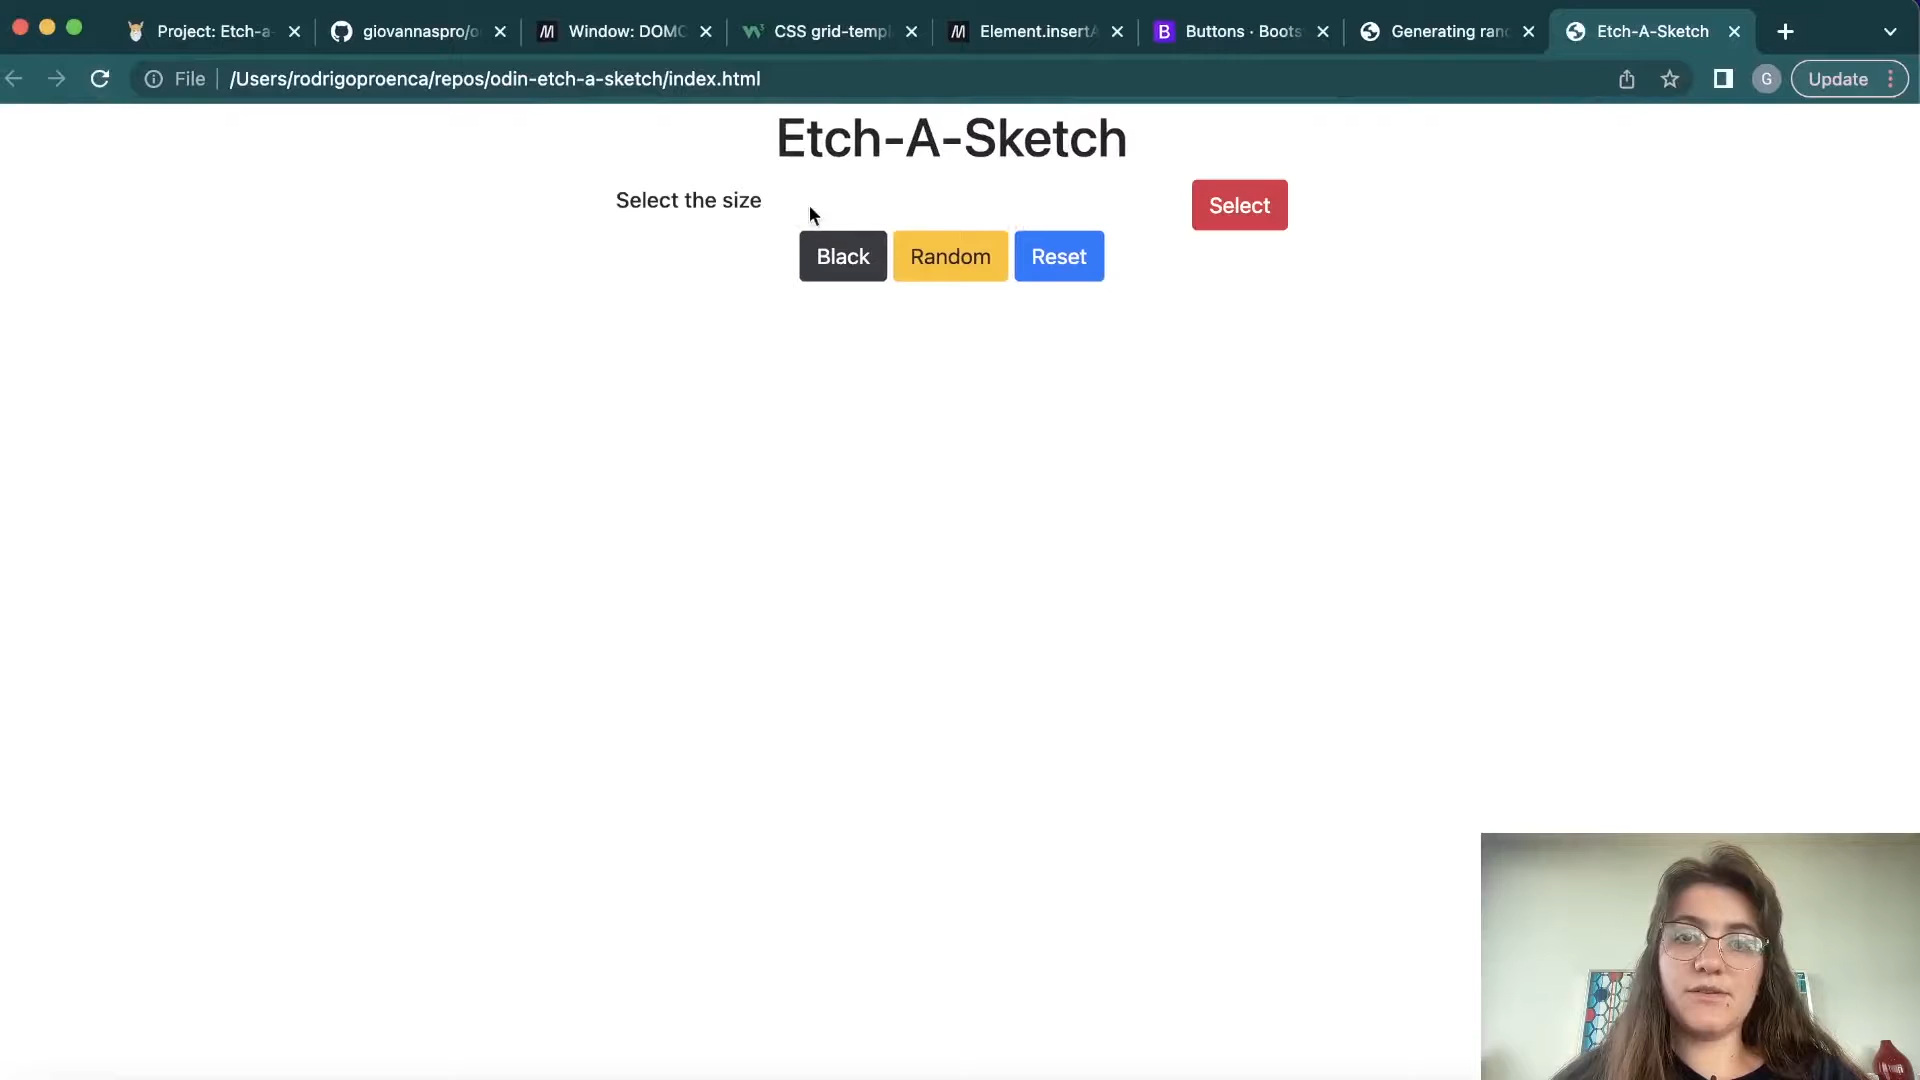 Project: Etch-a-
giovannaspro/o
Window: DOMC
CSS grid-templ
Element.insertA
Buttons · Boots
Generating ran
Etch-A-Sketch
File
/Users/rodrigoproenca/repos/odin-etch-a-sketch/index.html
G
Update
Etch-A-Sketch
Select the size
Select
Black
Random
Reset